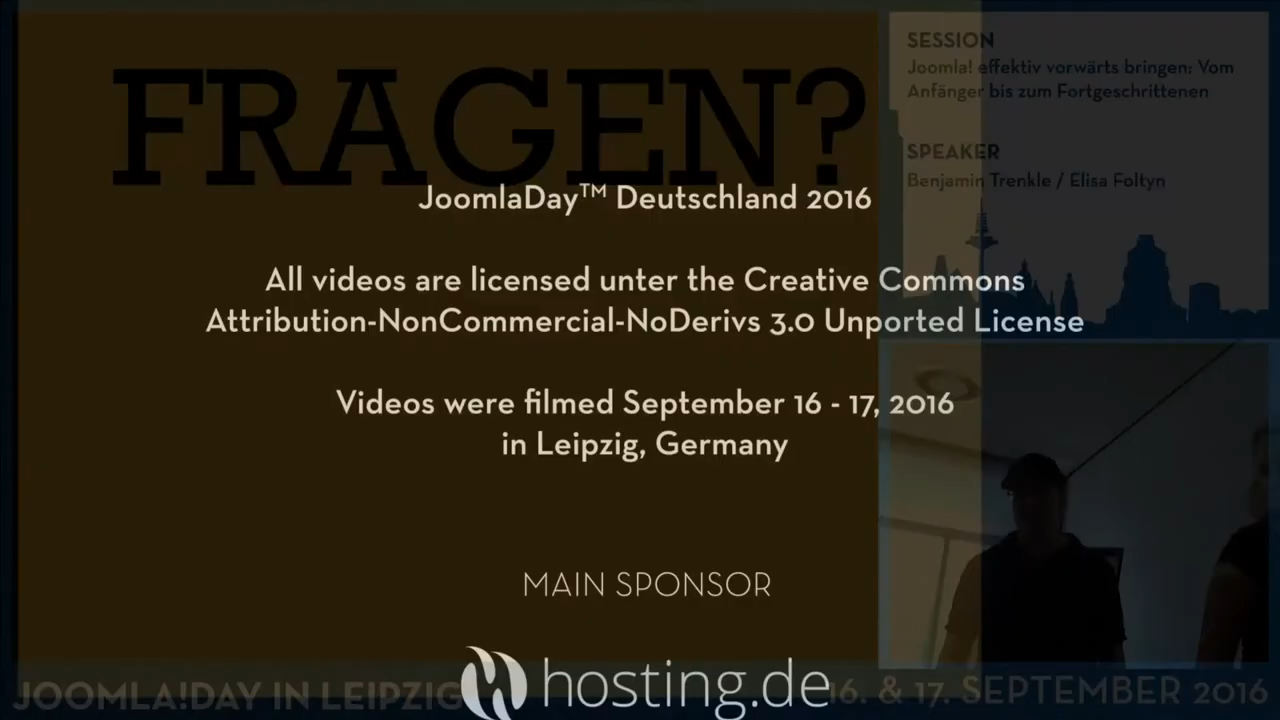 FRAGEN?
SESSION
Joomla! effektiv vorwärts bringen: Vom
Anfänger bis zum Fortgeschrittenen
SPEAKER
Benjamin Trenkle / Elisa Foltyn
JoomlaDay™ Deutschland 2016
All videos are licensed unter the Creative Commons
Attribution-NonCommercial-NoDerivs 3.0 Unported License
Videos were filmed September 16 - 17, 2016
in Leipzig, Germany
MAIN SPONSOR
hosting.de
JOOMLA!DAY IN LEIPZIG
16. & 17. SEPTEMBER 2016